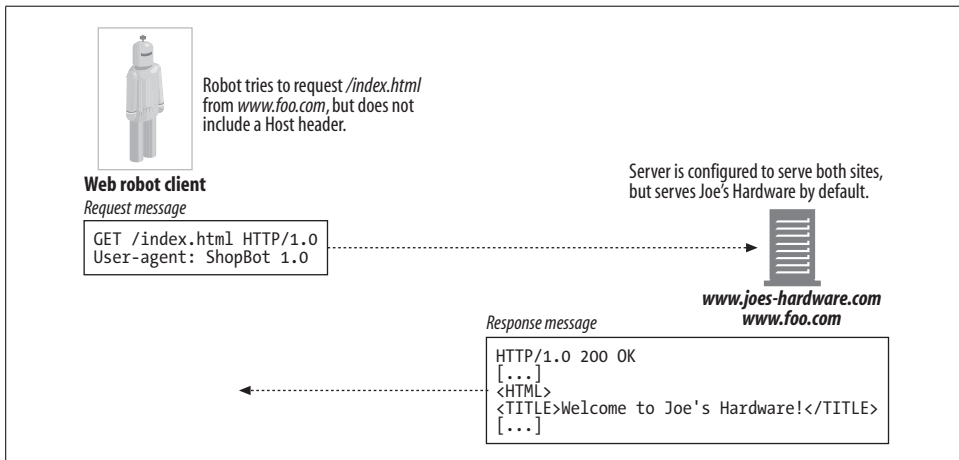 Robot tries to request /index.html
from www.foo.com, but does not
include a Host header.
Web robot client
Request message
GET /index.html HTTP/1.0
User-agent: ShopBot 1.0
Server is configured to serve both sites,
but serves Joe's Hardware by default.
www.joes-hardware.com
www.foo.com
Response message
HTTP/1.0 200 OK
[...]
<HTML>
<TITLE>Welcome to Joe's Hardware!</TITLE>
[...]